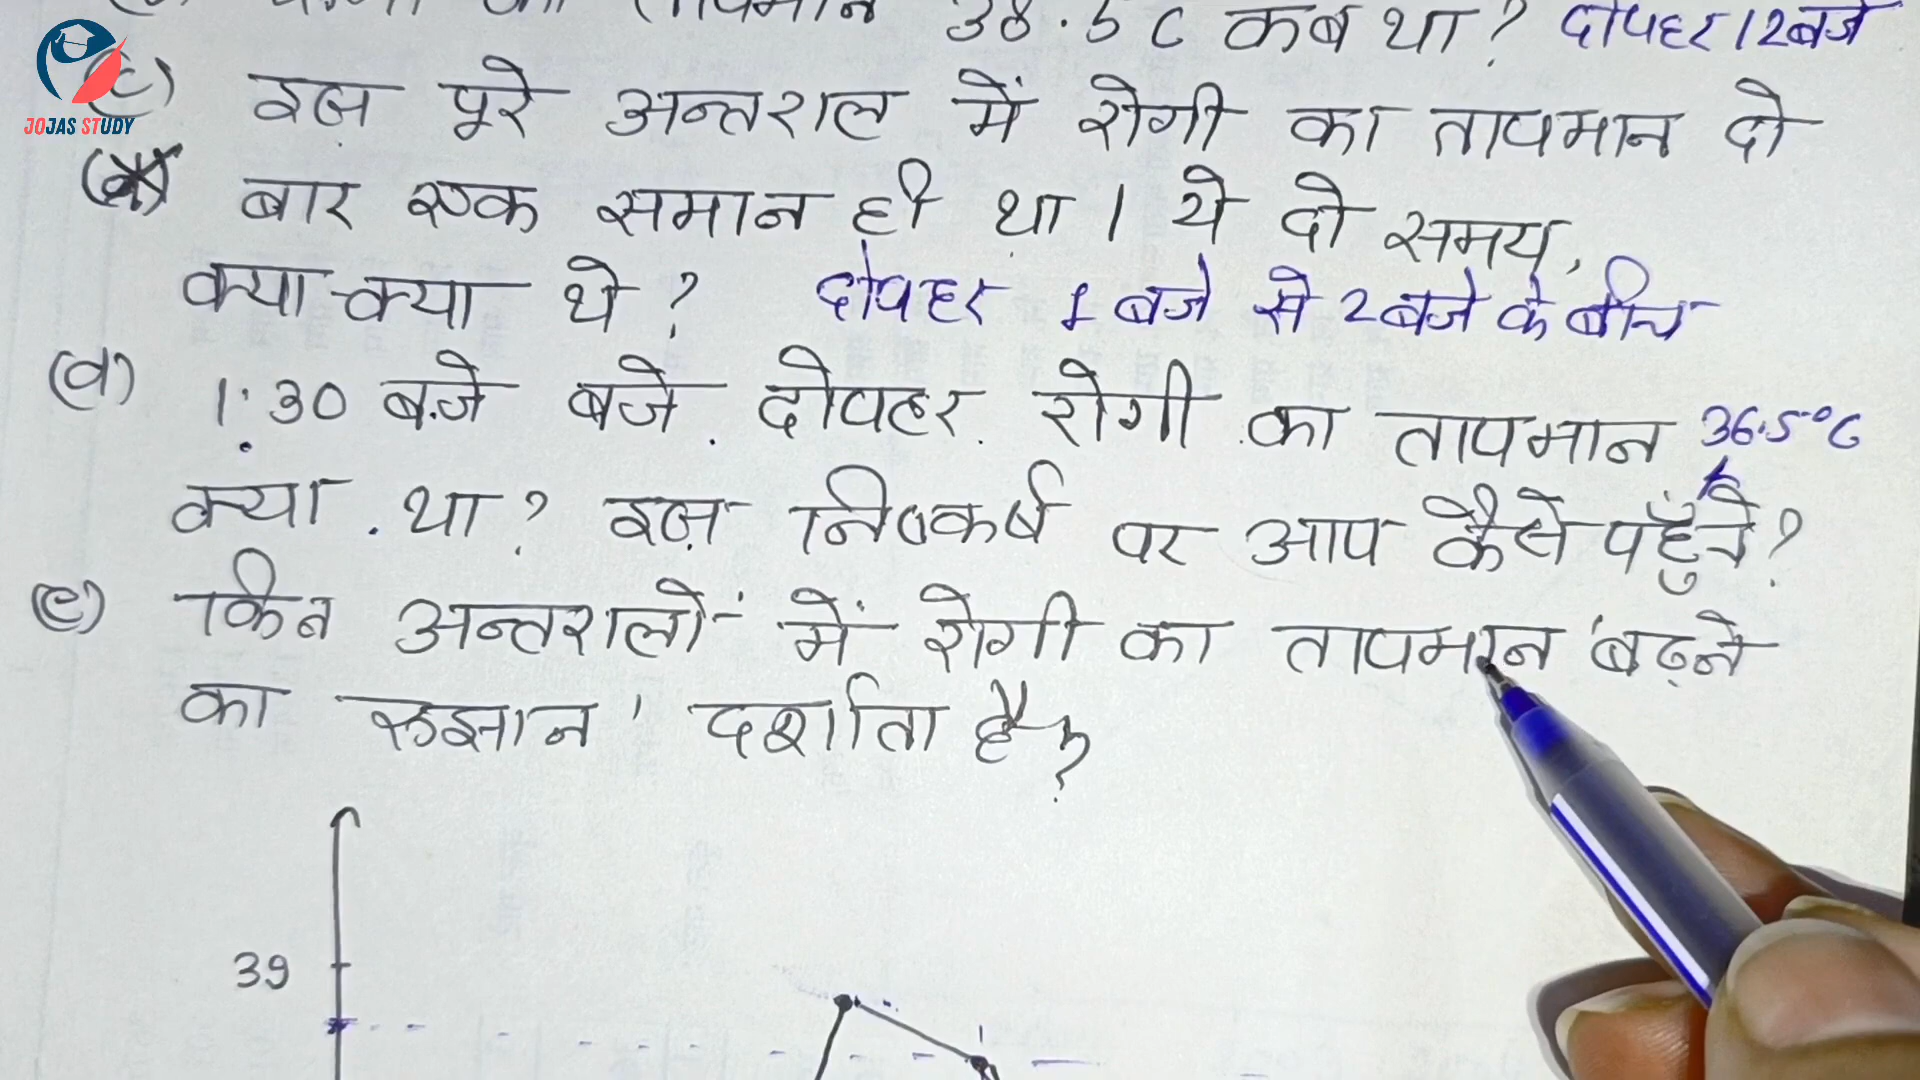 तापमान 38.5 C कब था? दोपहर 12 बजे
JOJAS STUDY
(c) इस पूरे अन्तराल में रोगी का तापमान दो
बार एक समान ही था। ये दो समय,
क्या-क्या थे? दोपहर 1 बजे से 2 बजे के बीच
(d) 1:30 बजे बजे दोपहर रोगी का तापमान 36.5°C
क्या था? इस निष्कर्ष पर आप कैसे पहुँचे?
(e) किन अन्तरालों में रोगी का तापमान 'बढ़ने
का रुझान' दर्शाता है?
39